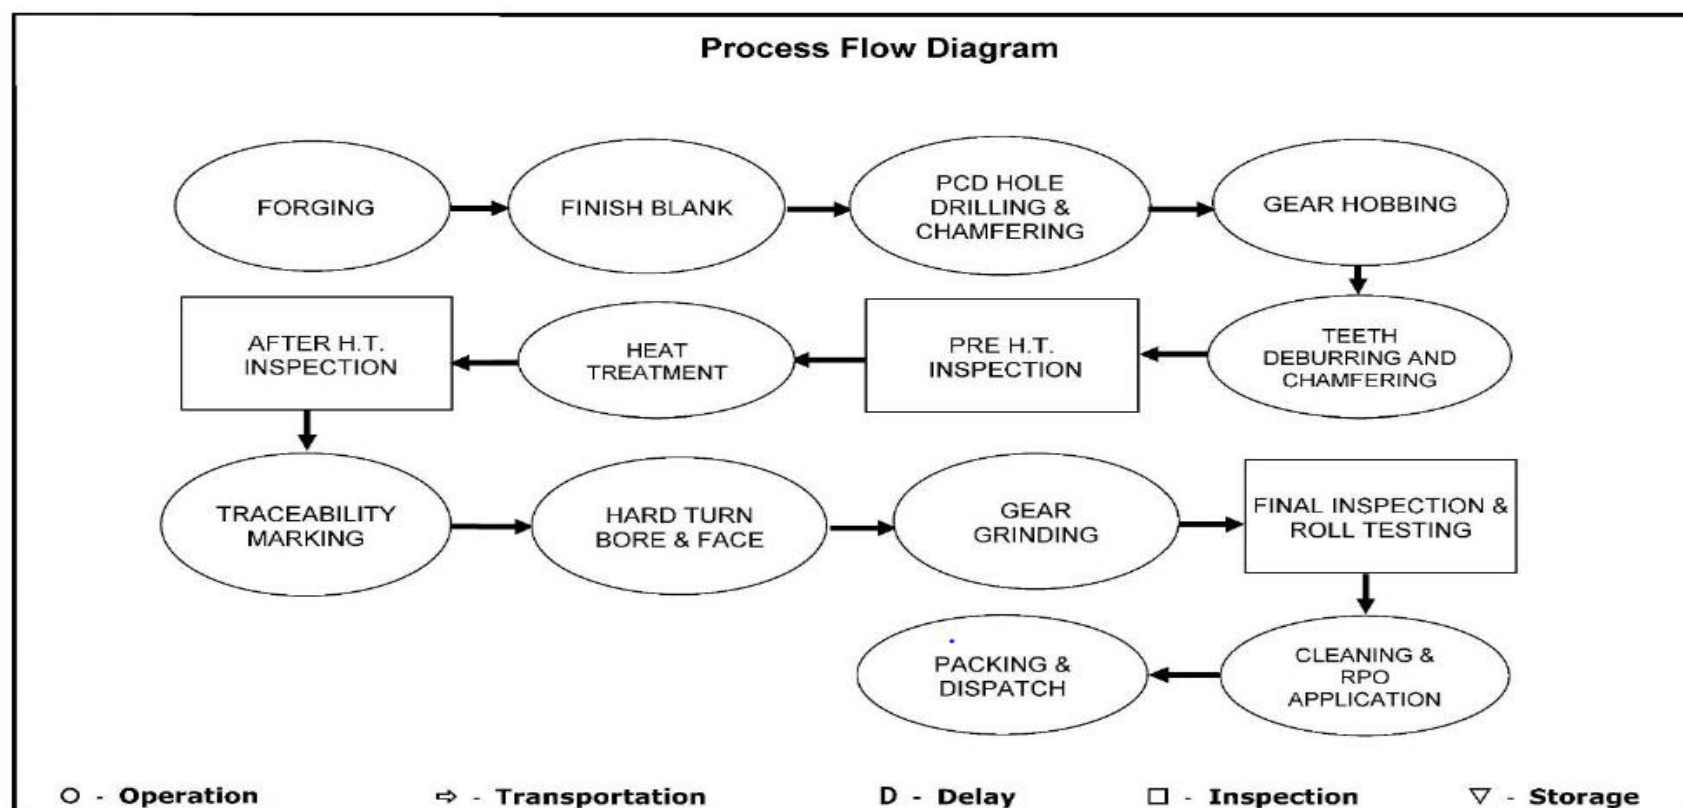 Process Flow Diagram
FORGING
FINISH BLANK
PCD HOLE
DRILLING &
CHAMFERING
GEAR HOBBING
TEETH
DEBURRING AND
CHAMFERING
PRE H.T.
INSPECTION
HEAT
TREATMENT
AFTER H.T.
INSPECTION
TRACEABILITY
MARKING
HARD TURN
BORE & FACE
GEAR
GRINDING
FINAL INSPECTION &
ROLL TESTING
CLEANING &
RPO
APPLICATION
PACKING &
DISPATCH
○ - Operation
⇨ - Transportation
D - Delay
□ - Inspection
▽ - Storage